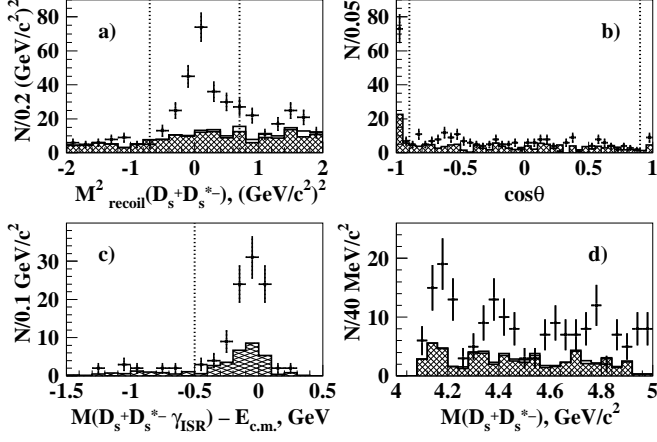 a)
N/0.2 (GeV/c²)²
80
60
40
20
0
-2 -1 0 1 2
M² recoil(Dₛ+Dₛ*-), (GeV/c²)²
b)
N/0.05
80
60
40
20
0
-1 -0.5 0 0.5 1
cosθ
c)
N/0.1 GeV/c²
30
20
10
0
-1.5 -1 -0.5 0 0.5
M(Dₛ+Dₛ*- γISR) – Ec.m., GeV
d)
N/40 MeV/c²
20
10
0
4 4.2 4.4 4.6 4.8 5
M(Dₛ+Dₛ*-), GeV/c²